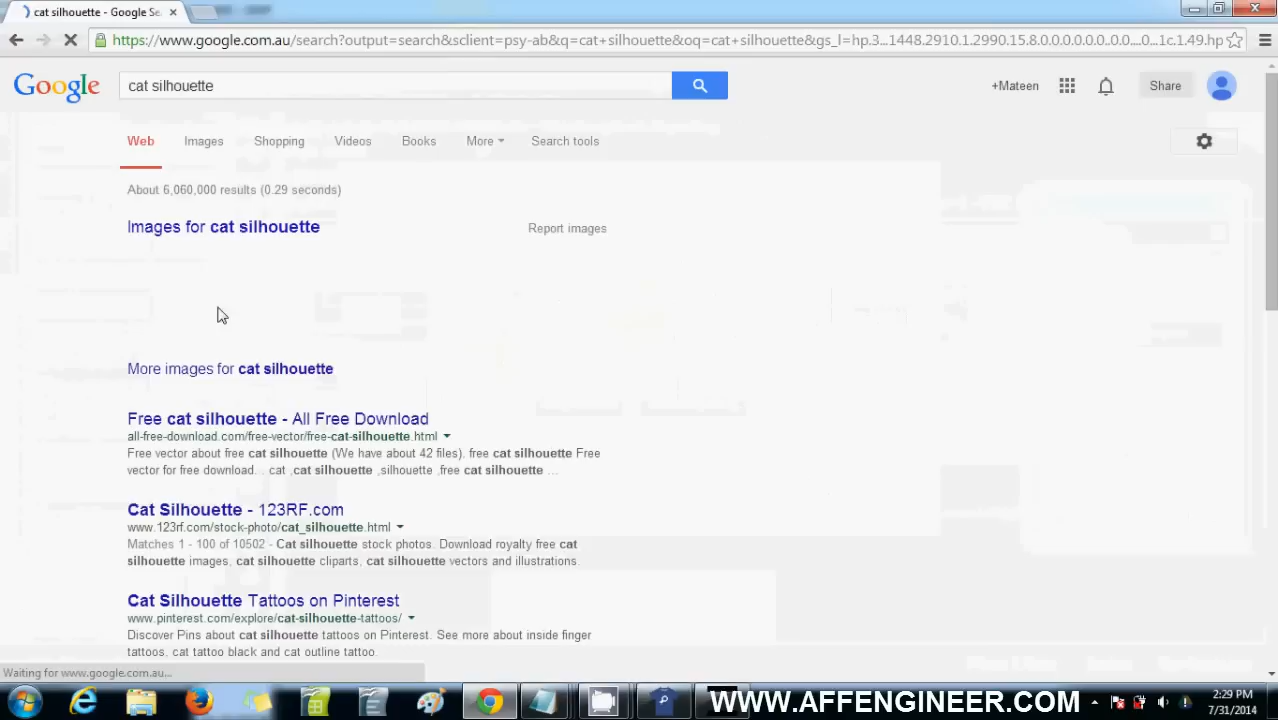 cat silhouette - Google Se
https://www.google.com.au/search?output=search&sclient=psy-ab&q=cat+silhouette&oq=cat+silhouette&gs_l=hp.3...1448.2910.1.2990.15.8.0.0.0.0.0.0..0....0...1c.1.49.hp
Google
cat silhouette
+Mateen
Share
Web Images Shopping Videos Books More Search tools
About 6,060,000 results (0.29 seconds)
Images for cat silhouette
Report images
More images for cat silhouette
Free cat silhouette - All Free Download
all-free-download.com/free-vector/free-cat-silhouette.html
Free vector about free cat silhouette (We have about 42 files). free cat silhouette Free
vector for free download. . cat ,cat silhouette ,silhouette ,free cat silhouette ...
Cat Silhouette - 123RF.com
www.123rf.com/stock-photo/cat_silhouette.html
Matches 1 - 100 of 10502 - Cat silhouette stock photos. Download royalty free cat
silhouette images, cat silhouette cliparts, cat silhouette vectors and illustrations.
Cat Silhouette Tattoos on Pinterest
www.pinterest.com/explore/cat-silhouette-tattoos/
Discover Pins about cat silhouette tattoos on Pinterest. See more about inside finger
tattoos, cat tattoo black and cat outline tattoo.
Waiting for www.google.com.au...
WWW.AFFENGINEER.COM
2:29 PM
7/31/2014